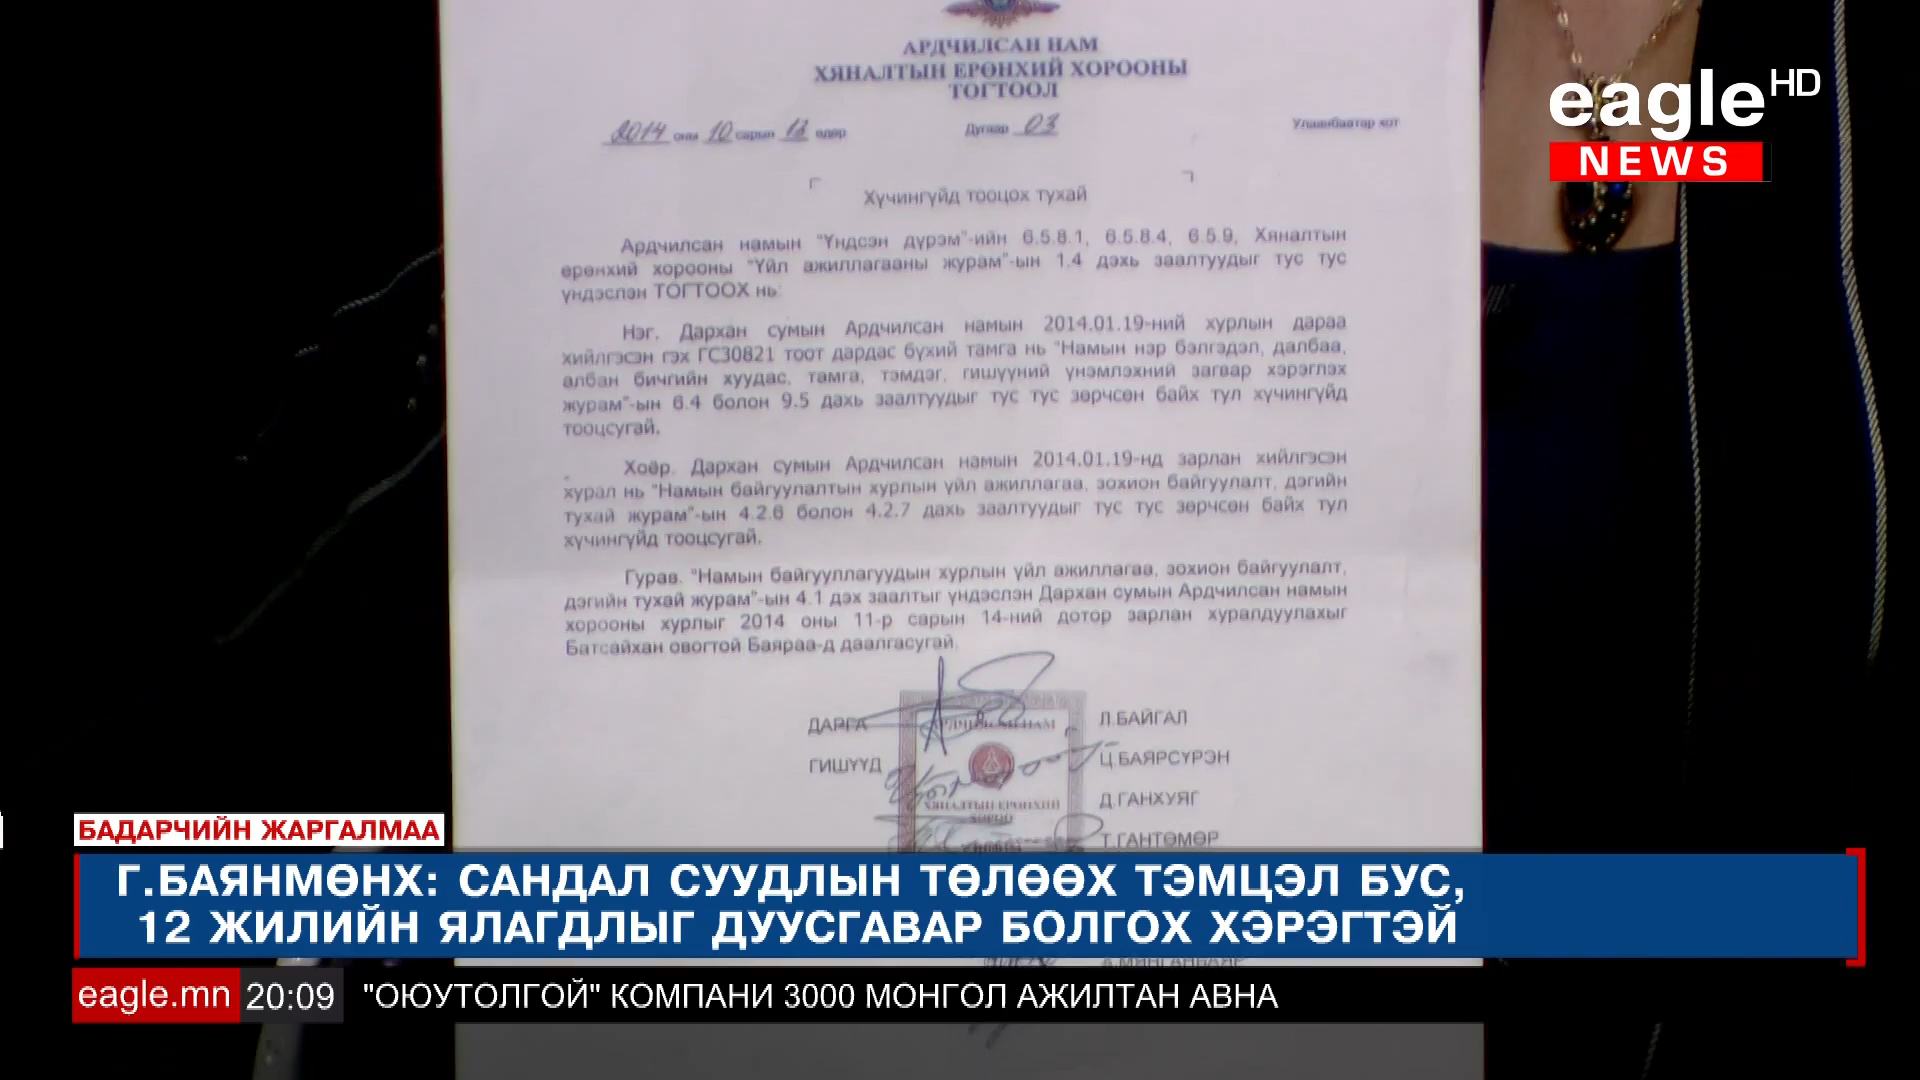 АРДЧИЛСАН НАМ
ХЯНАЛТЫН ЕРӨНХИЙ ХОРООНЫ
ТОГТООЛ
2014 оны 10 сарын 13 өдөр Дугаар 03 Улаанбаатар хот
Хүчингүйд тооцох тухай
Ардчилсан намын "Үндсэн дүрэм"-ийн 6.5.8.1, 6.5.8.4, 6.5.9, Хяналтын
ерөнхий хорооны "Үйл ажиллагааны журам"-ын 1.4 дэхь заалтуудыг тус тус
үндэслэн ТОГТООХ нь:
Нэг. Дархан сумын Ардчилсан намын 2014.01.19-ний хурлын дараа
хийлгэсэн гэх ГС30821 тоот дардас бүхий тамга нь "Намын нэр бэлгэдэл, далбаа,
албан бичгийн хуудас, тамга, тэмдэг, гишүүний үнэмлэхний загвар хэрэглэх
журам"-ын 6.4 болон 9.5 дахь заалтуудыг тус тус зөрчсөн байх тул хүчингүйд
тооцсугай.
Хоёр. Дархан сумын Ардчилсан намын 2014.01.19-нд зарлан хийлгэсэн
хурал нь "Намын байгуулалтын хурлын үйл ажиллагаа, зохион байгуулалт, дэгийн
тухай журам"-ын 4.2.6 болон 4.2.7 дахь заалтуудыг тус тус зөрчсөн байх тул
хүчингүйд тооцсугай.
Гурав. "Намын байгууллагуудын хурлын үйл ажиллагаа, зохион байгуулалт,
дэгийн тухай журам"-ын 4.1 дэх заалтыг үндэслэн Дархан сумын Ардчилсан намын
хорооны хурлыг 2014 оны 11-р сарын 14-ний дотор зарлан хуралдуулахыг
Батсайхан овогтой Баяраа-д даалгасугай.
ДАРГА Л.БАЙГАЛ
АРДЧИЛСАН НАМ
ГИШҮҮД Ц.БАЯРСҮРЭН
ХЯНАЛТЫН ЕРӨНХИЙ
ХОРОО
Д.ГАНХУЯГ
Т.ГАНТӨМӨР
eagle HD
NEWS
БАДАРЧИЙН ЖАРГАЛМАА
Г.БАЯНМӨНХ: САНДАЛ СУУДЛЫН ТӨЛӨӨХ ТЭМЦЭЛ БУС,
12 ЖИЛИЙН ЯЛАГДЛЫГ ДУУСГАВАР БОЛГОХ ХЭРЭГТЭЙ
eagle.mn 20:09 "ОЮУТОЛГОЙ" КОМПАНИ 3000 МОНГОЛ АЖИЛТАН АВНА